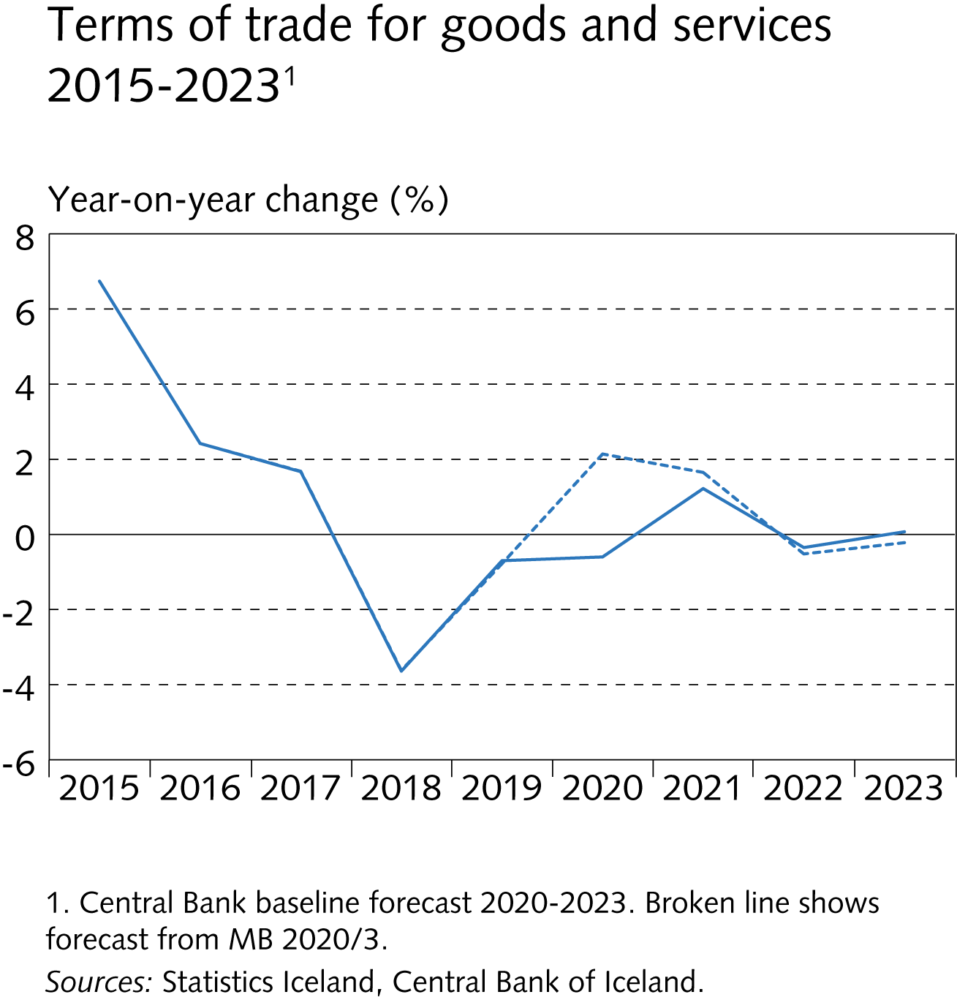 Terms of trade for goods and services
2015-2023¹
Year-on-year change (%)
8
6
4
2
0
-2
-4
-6
2015 2016 2017 2018 2019 2020 2021 2022 2023
1. Central Bank baseline forecast 2020-2023. Broken line shows
forecast from MB 2020/3.
Sources: Statistics Iceland, Central Bank of Iceland.